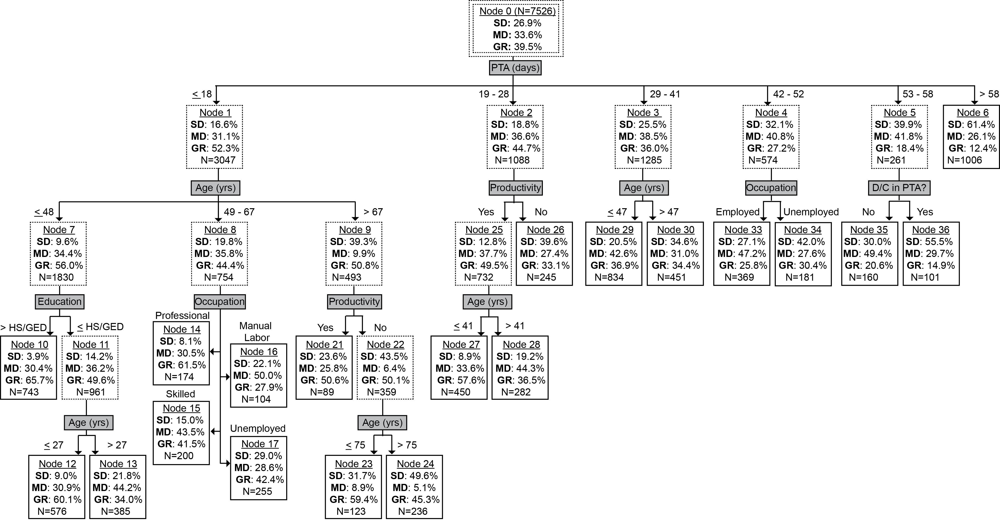 Node 0 (N=7526)
SD: 26.9%
MD: 33.6%
GR: 39.5%
PTA (days)
≤ 18
19 - 28
29 - 41
42 - 52
53 - 58
> 58
Node 1
SD: 16.6%
MD: 31.1%
GR: 52.3%
N=3047
Node 2
SD: 18.8%
MD: 36.6%
GR: 44.7%
N=1088
Node 3
SD: 25.5%
MD: 38.5%
GR: 36.0%
N=1285
Node 4
SD: 32.1%
MD: 40.8%
GR: 27.2%
N=574
Node 5
SD: 39.9%
MD: 41.8%
GR: 18.4%
N=261
Node 6
SD: 61.4%
MD: 26.1%
GR: 12.4%
N=1006
Age (yrs)
Productivity
Age (yrs)
Occupation
D/C in PTA?
≤ 48
49 - 67
> 67
Yes
No
≤ 47
> 47
Employed
Unemployed
No
Yes
Node 7
SD: 9.6%
MD: 34.4%
GR: 56.0%
N=1830
Node 8
SD: 19.8%
MD: 35.8%
GR: 44.4%
N=754
Node 9
SD: 39.3%
MD: 9.9%
GR: 50.8%
N=493
Node 25
SD: 12.8%
MD: 37.7%
GR: 49.5%
N=732
Node 26
SD: 39.6%
MD: 27.4%
GR: 33.1%
N=245
Node 29
SD: 20.5%
MD: 42.6%
GR: 36.9%
N=834
Node 30
SD: 34.6%
MD: 31.0%
GR: 34.4%
N=451
Node 33
SD: 27.1%
MD: 47.2%
GR: 25.8%
N=369
Node 34
SD: 42.0%
MD: 27.6%
GR: 30.4%
N=181
Node 35
SD: 30.0%
MD: 49.4%
GR: 20.6%
N=160
Node 36
SD: 55.5%
MD: 29.7%
GR: 14.9%
N=101
Education
Occupation
Productivity
Age (yrs)
> HS/GED
≤ HS/GED
Professional
Manual
Labor
Yes
No
≤ 41
> 41
Node 10
SD: 3.9%
MD: 30.4%
GR: 65.7%
N=743
Node 11
SD: 14.2%
MD: 36.2%
GR: 49.6%
N=961
Node 14
SD: 8.1%
MD: 30.5%
GR: 61.5%
N=174
Node 16
SD: 22.1%
MD: 50.0%
GR: 27.9%
N=104
Node 21
SD: 23.6%
MD: 25.8%
GR: 50.6%
N=89
Node 22
SD: 43.5%
MD: 6.4%
GR: 50.1%
N=359
Node 27
SD: 8.9%
MD: 33.6%
GR: 57.6%
N=450
Node 28
SD: 19.2%
MD: 44.3%
GR: 36.5%
N=282
Skilled
Node 15
SD: 15.0%
MD: 43.5%
GR: 41.5%
N=200
Unemployed
Node 17
SD: 29.0%
MD: 28.6%
GR: 42.4%
N=255
Age (yrs)
Age (yrs)
≤ 27
> 27
≤ 75
> 75
Node 12
SD: 9.0%
MD: 30.9%
GR: 60.1%
N=576
Node 13
SD: 21.8%
MD: 44.2%
GR: 34.0%
N=385
Node 23
SD: 31.7%
MD: 8.9%
GR: 59.4%
N=123
Node 24
SD: 49.6%
MD: 5.1%
GR: 45.3%
N=236